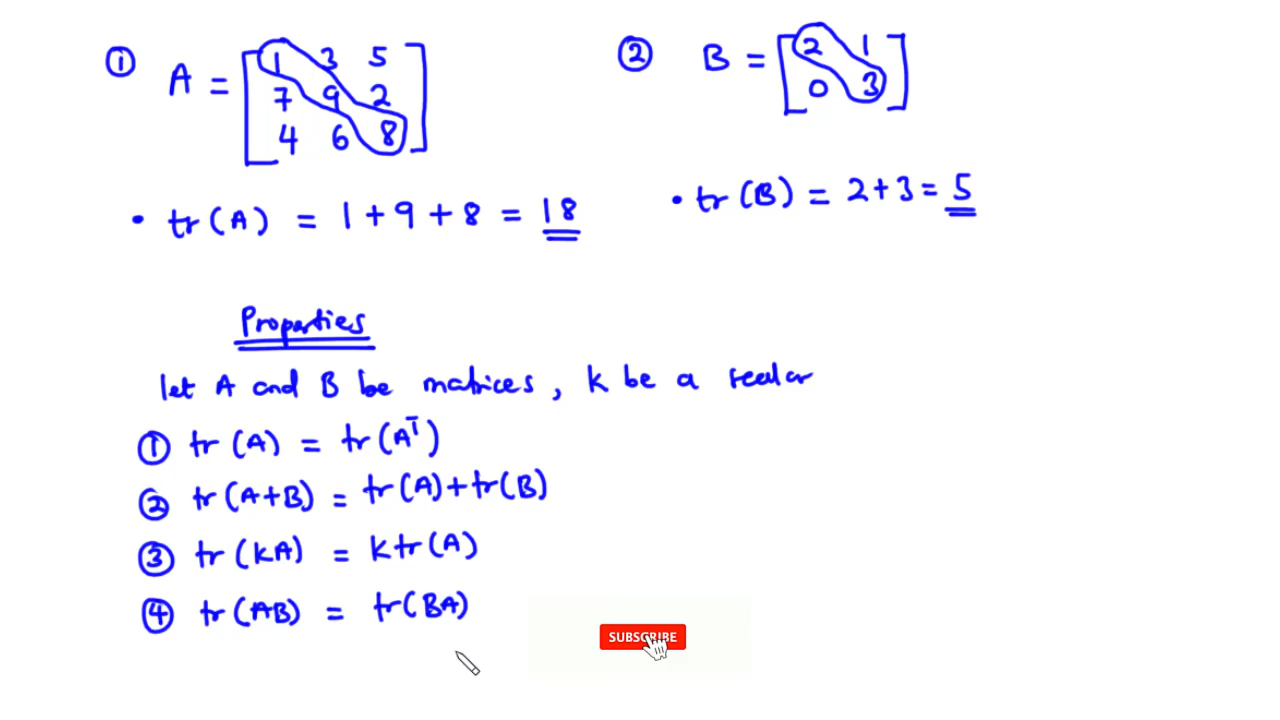 ① A = [1 3 5
7 9 2
4 6 8]
• tr(A) = 1 + 9 + 8 = 18
② B = [2 1
0 3]
• tr(B) = 2 + 3 = 5
Properties
let A and B be matrices, k be a scalar
① tr(A) = tr(Aᵀ)
② tr(A+B) = tr(A) + tr(B)
③ tr(kA) = k tr(A)
④ tr(AB) = tr(BA)
SUBSCRIBE